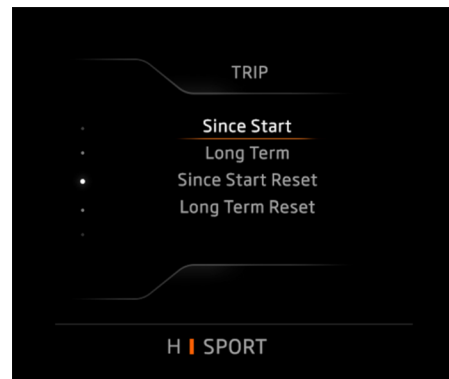 TRIP
Since Start
Long Term
Since Start Reset
Long Term Reset
H SPORT